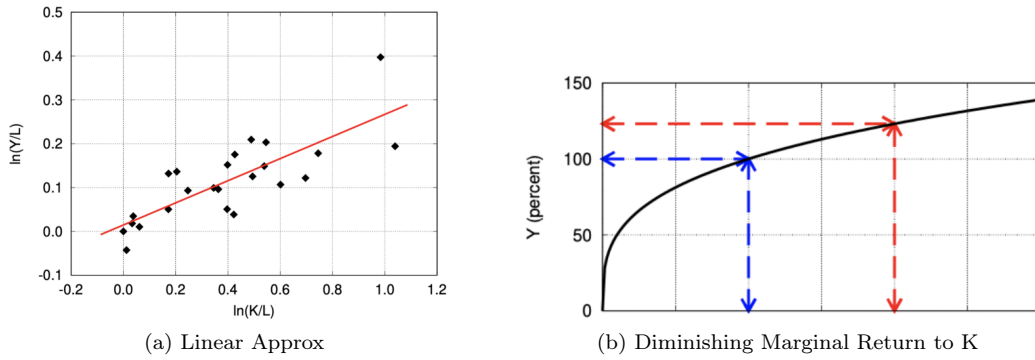 0.5
0.4
0.3
0.2
0.1
0.0
-0.1
ln(Y/L)
-0.2 0.0 0.2 0.4 0.6 0.8 1.0 1.2
ln(K/L)
(a) Linear Approx
150
100
50
0
Y (percent)
(b) Diminishing Marginal Return to K